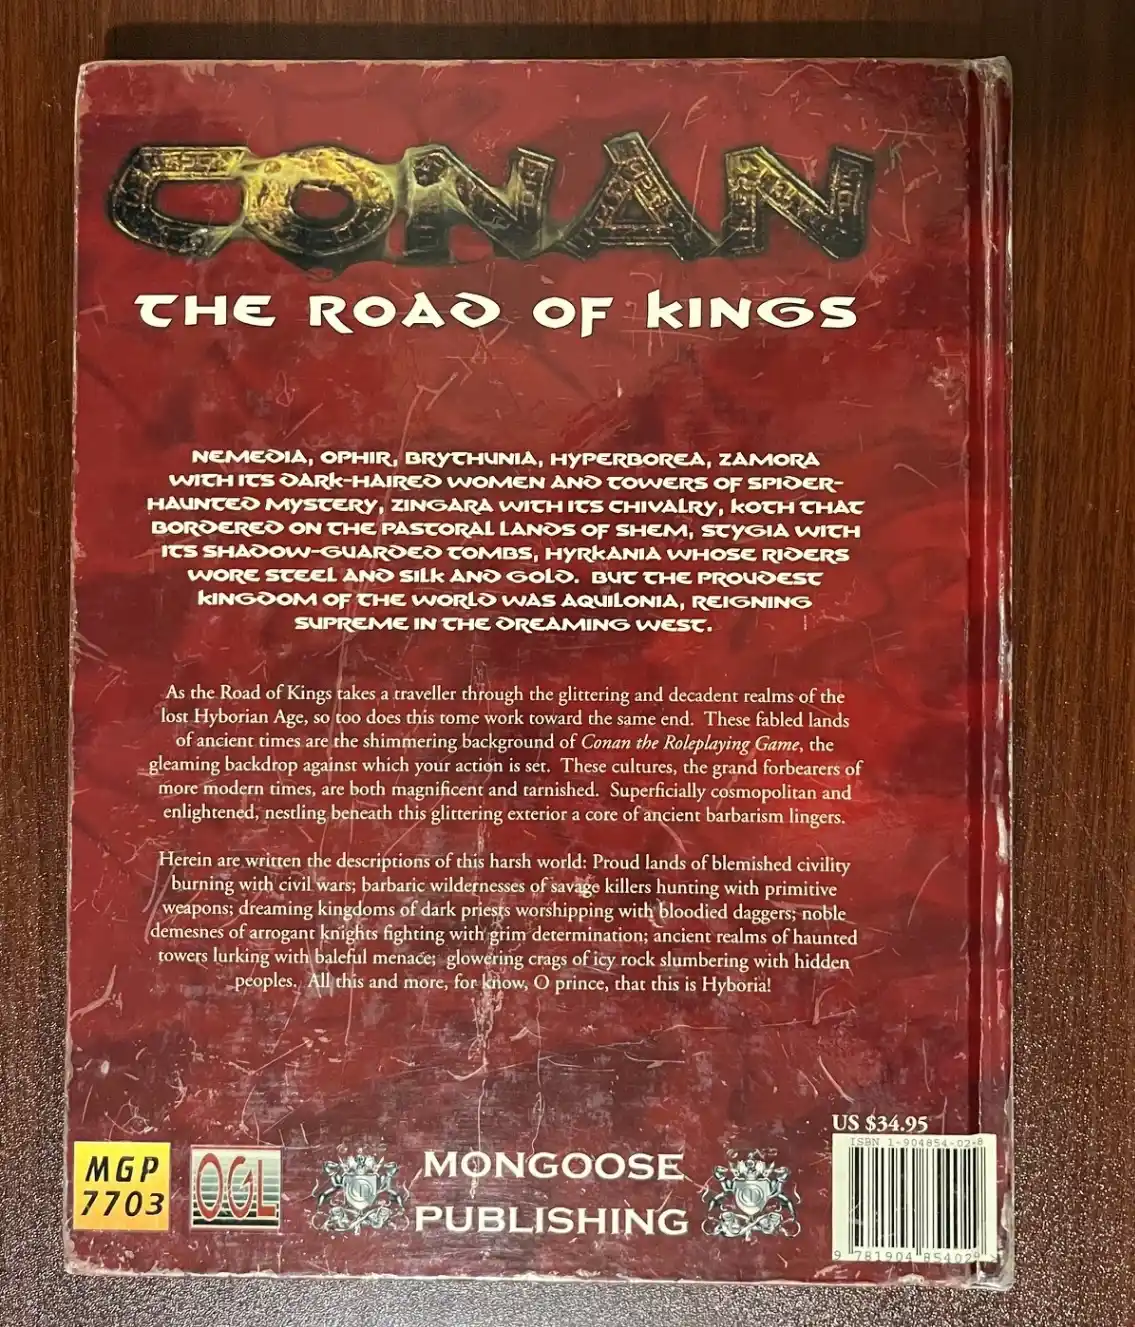 CONAN
THE ROAD OF KINGS
NEMEDIA, OPHIR, BRYTHUNIA, HYPERBOREA, ZAMORA
WITH ITS DARK-HAIRED WOMEN AND TOWERS OF SPIDER-
HAUNTED MYSTERY, ZINGARA WITH ITS CHIVALRY, KOTH THAT
BORDERED ON THE PASTORAL LANDS OF SHEM, STYGIA WITH
ITS SHADOW-GUARDED TOMBS, HYRKANIA WHOSE RIDERS
WORE STEEL AND SILK AND GOLD. BUT THE PROUDEST
KINGDOM OF THE WORLD WAS AQUILONIA, REIGNING
SUPREME IN THE DREAMING WEST.
As the Road of Kings takes a traveller through the glittering and decadent realms of the
lost Hyborian Age, so too does this tome work toward the same end. These fabled lands
of ancient times are the shimmering background of Conan the Roleplaying Game, the
gleaming backdrop against which your action is set. These cultures, the grand forbearers of
more modern times, are both magnificent and tarnished. Superficially cosmopolitan and
enlightened, nestling beneath this glittering exterior a core of ancient barbarism lingers.
Herein are written the descriptions of this harsh world: Proud lands of blemished civility
burning with civil wars; barbaric wildernesses of savage killers hunting with primitive
weapons; dreaming kingdoms of dark priests worshipping with bloodied daggers; noble
demesnes of arrogant knights fighting with grim determination; ancient realms of haunted
towers lurking with baleful menace; glowering crags of icy rock slumbering with hidden
peoples. All this and more, for know, O prince, that this is Hyboria!
US $34.95
ISBN 1-904854-02-8
MGP
7703
OGL
MONGOOSE
PUBLISHING
9 781904 854029